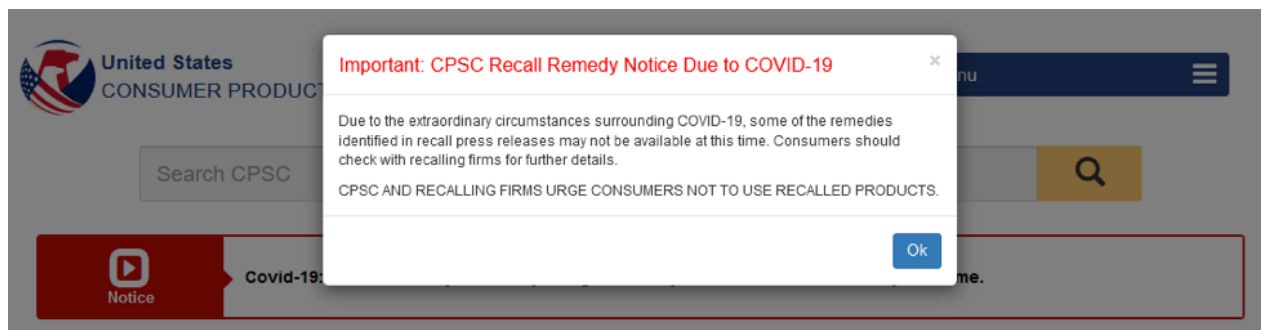 United States
CONSUMER PRODUC
Important: CPSC Recall Remedy Notice Due to COVID-19
×
nu
Due to the extraordinary circumstances surrounding COVID-19, some of the remedies
identified in recall press releases may not be available at this time. Consumers should
check with recalling firms for further details.
CPSC AND RECALLING FIRMS URGE CONSUMERS NOT TO USE RECALLED PRODUCTS.
Search CPSC
Ok
Notice
Covid-19:
me.